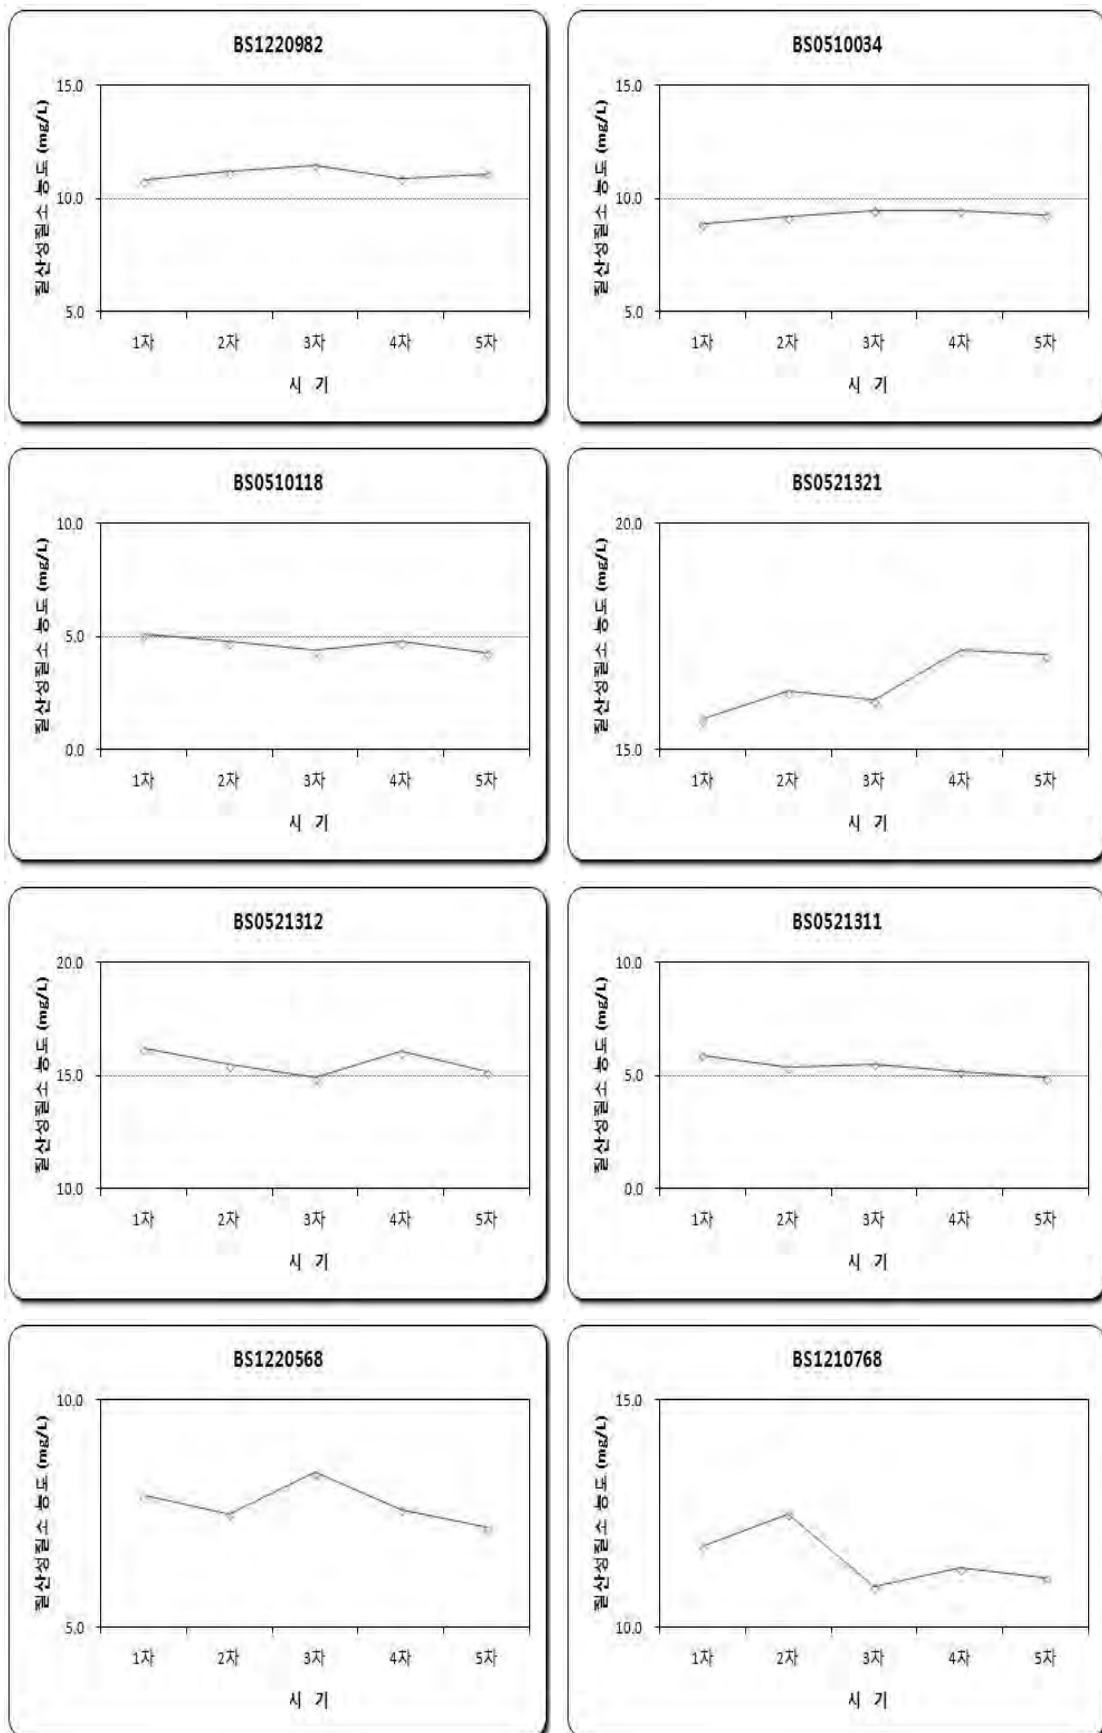 BS1220982
질산성질소 농도 (mg/L)
15.0
10.0
5.0
1차 2차 3차 4차 5차
시 기
BS0510034
질산성질소 농도 (mg/L)
15.0
10.0
5.0
1차 2차 3차 4차 5차
시 기
BS0510118
질산성질소 농도 (mg/L)
10.0
5.0
0.0
1차 2차 3차 4차 5차
시 기
BS0521321
질산성질소 농도 (mg/L)
20.0
15.0
1차 2차 3차 4차 5차
시 기
BS0521312
질산성질소 농도 (mg/L)
20.0
15.0
10.0
1차 2차 3차 4차 5차
시 기
BS0521311
질산성질소 농도 (mg/L)
10.0
5.0
0.0
1차 2차 3차 4차 5차
시 기
BS1220568
질산성질소 농도 (mg/L)
10.0
5.0
1차 2차 3차 4차 5차
시 기
BS1210768
질산성질소 농도 (mg/L)
15.0
10.0
1차 2차 3차 4차 5차
시 기